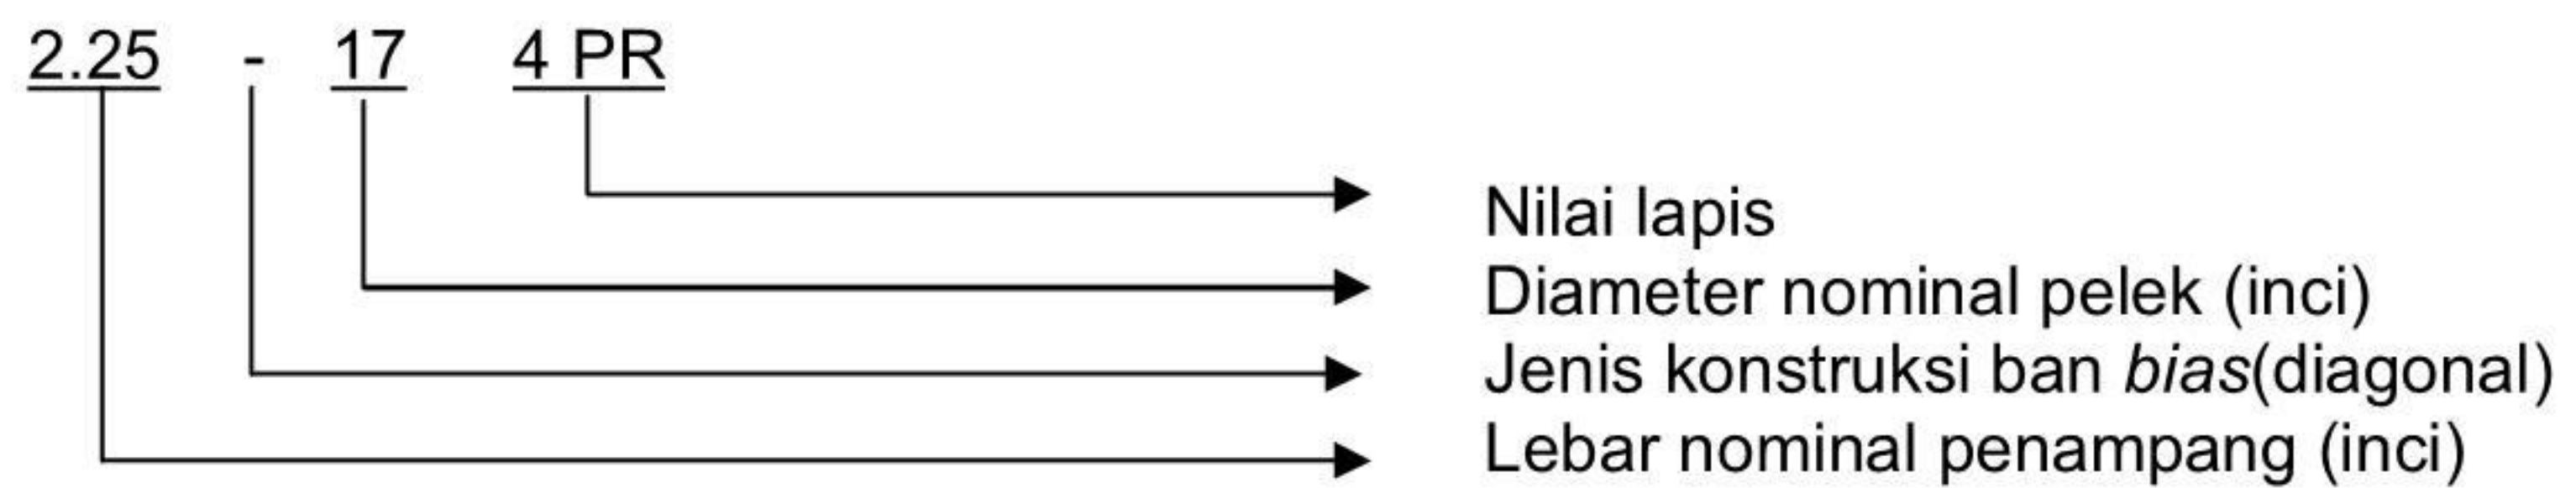 2.25 - 17 4 PR
Nilai lapis
Diameter nominal pelek (inci)
Jenis konstruksi ban bias(diagonal)
Lebar nominal penampang (inci)